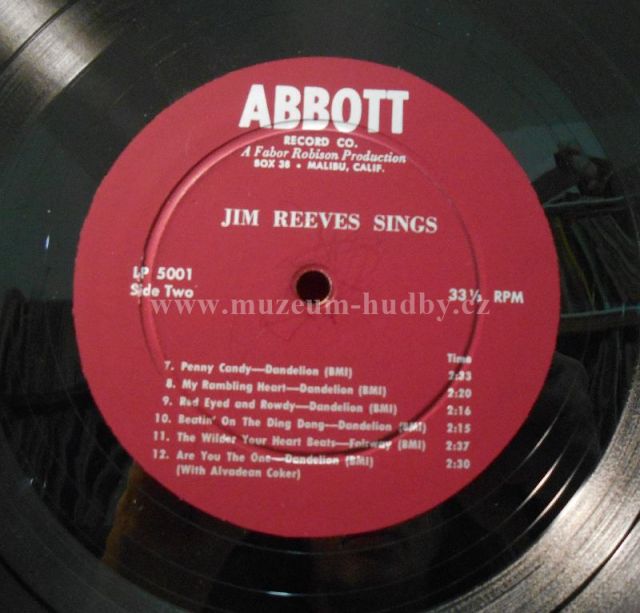 ABBOTT
RECORD CO.
A Fabor Robison Production
BOX 38 • MALIBU, CALIF.
JIM REEVES SINGS
LP 5001
Side Two
33⅓ RPM
www.muzeum-hudby.cz
Time
7. Penny Candy—Dandelion (BMI) 2:33
8. My Rambling Heart—Dandelion (BMI) 2:20
9. Red Eyed and Rowdy—Dandelion (BMI) 2:16
10. Beatin' On The Ding Dong—Dandelion (BMI) 2:15
11. The Wilder Your Heart Beats—Fairway (BMI) 2:37
12. Are You The One—Dandelion (BMI) 2:30
(With Alvadean Coker)